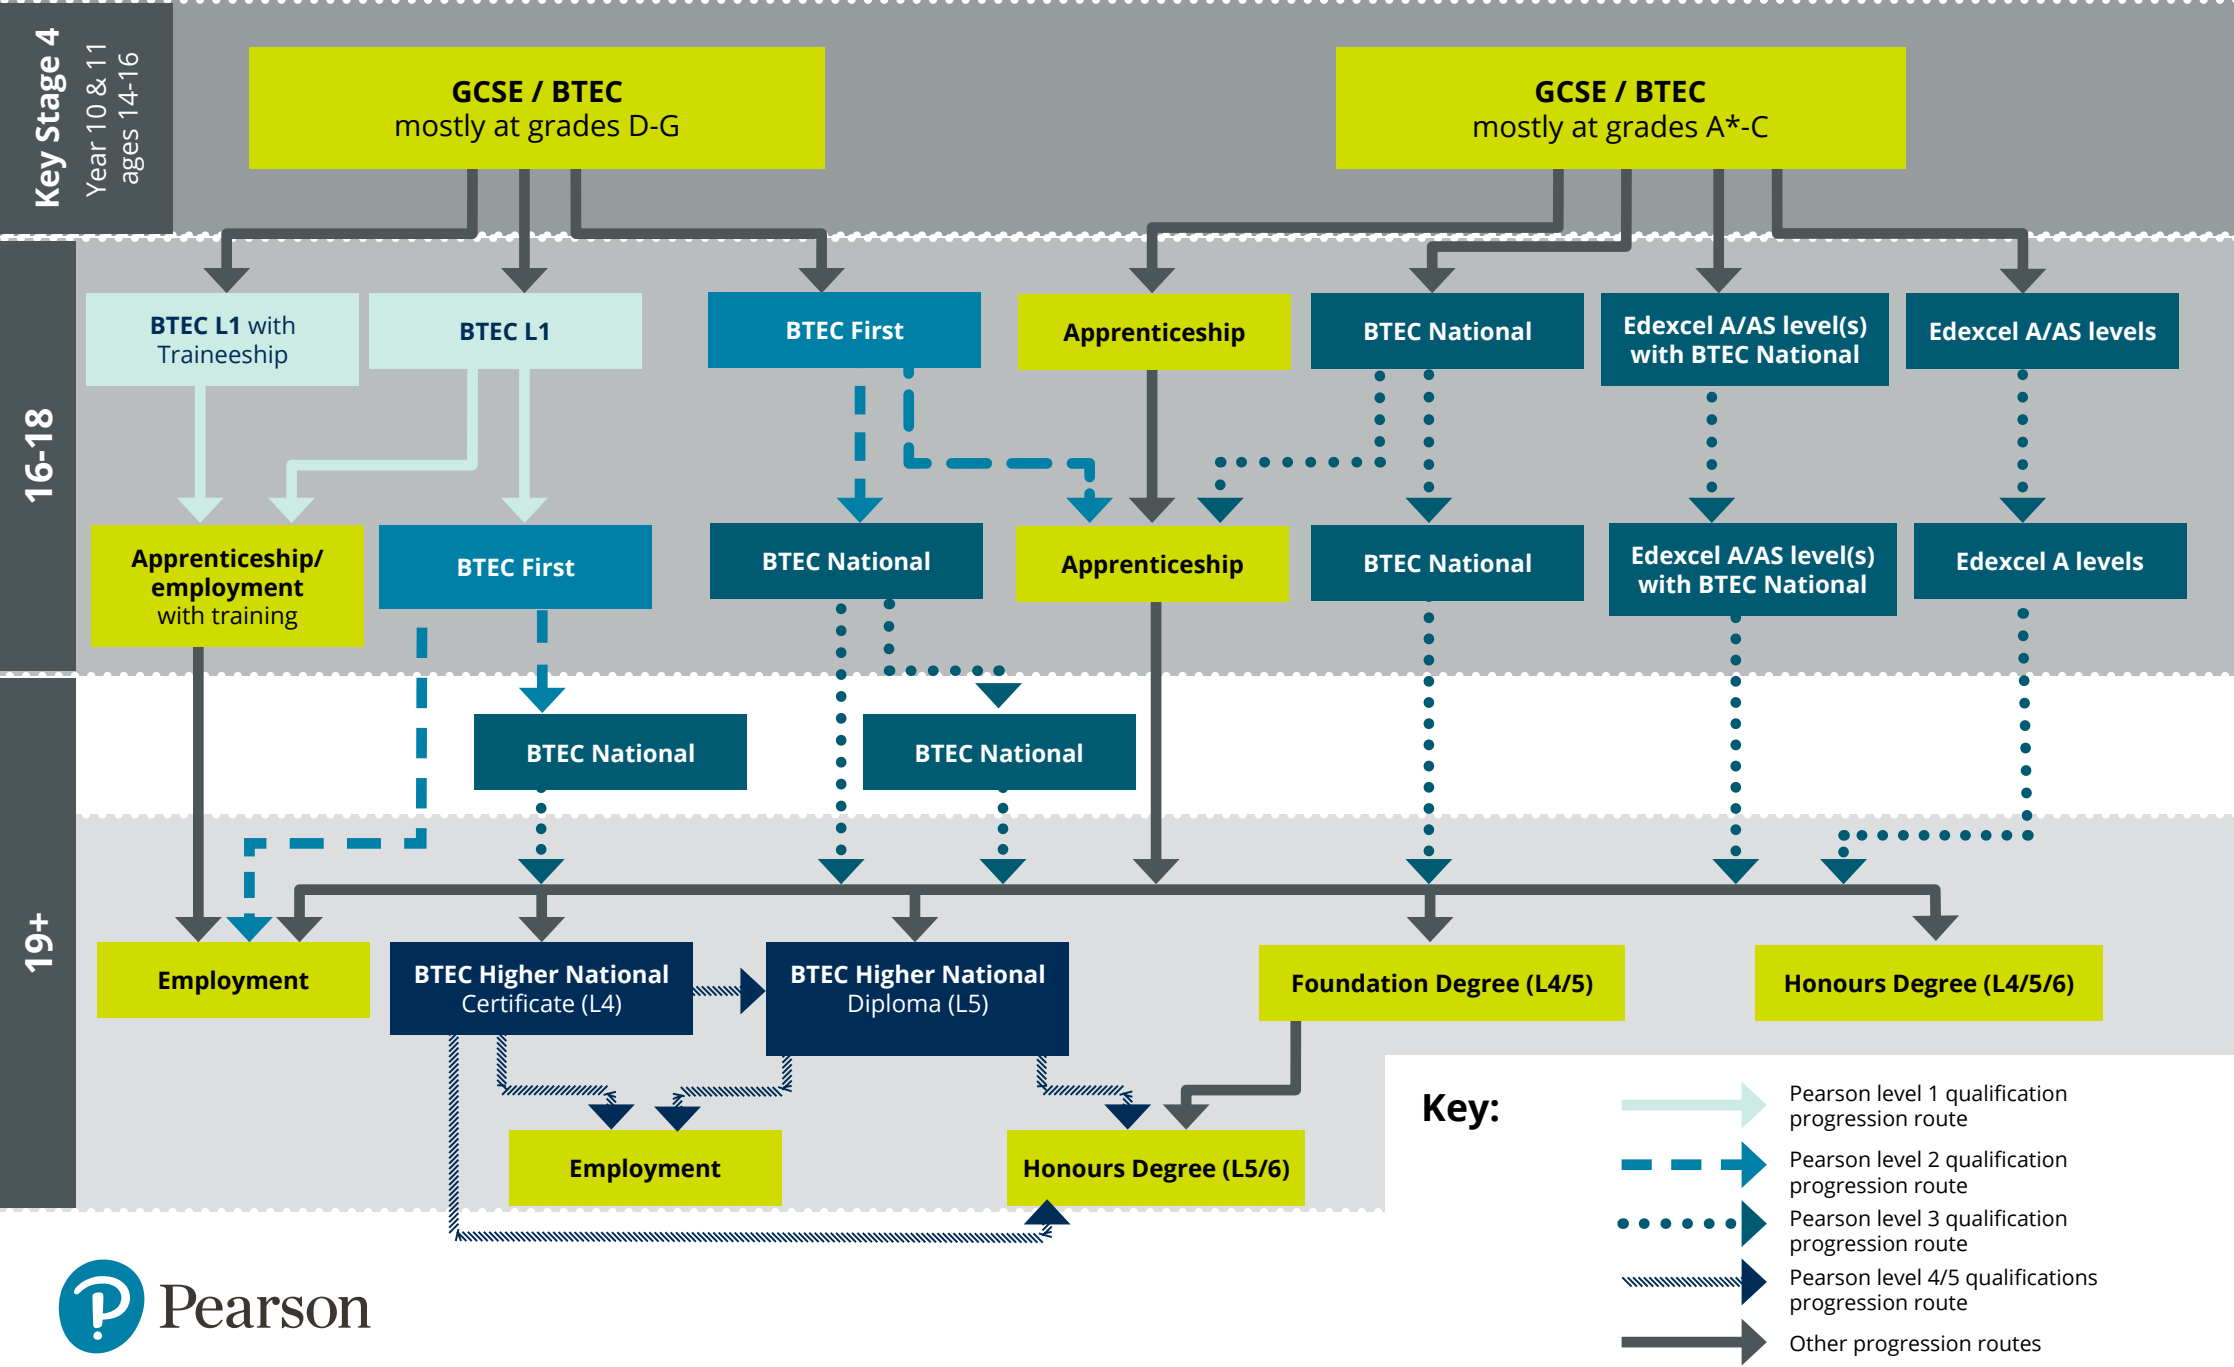 Key Stage 4
Year 10 & 11
ages 14-16
GCSE / BTEC
mostly at grades D-G
GCSE / BTEC
mostly at grades A*-C
16-18
BTEC L1 with
Traineeship
BTEC L1
BTEC First
Apprenticeship
BTEC National
Edexcel A/AS level(s)
with BTEC National
Edexcel A/AS levels
Apprenticeship/
employment
with training
BTEC First
BTEC National
Apprenticeship
BTEC National
Edexcel A/AS level(s)
with BTEC National
Edexcel A levels
19+
BTEC National
BTEC National
Employment
BTEC Higher National
Certificate (L4)
BTEC Higher National
Diploma (L5)
Foundation Degree (L4/5)
Honours Degree (L4/5/6)
Employment
Honours Degree (L5/6)
Key:
Pearson level 1 qualification
progression route
Pearson level 2 qualification
progression route
Pearson level 3 qualification
progression route
Pearson level 4/5 qualifications
progression route
Other progression routes
Pearson